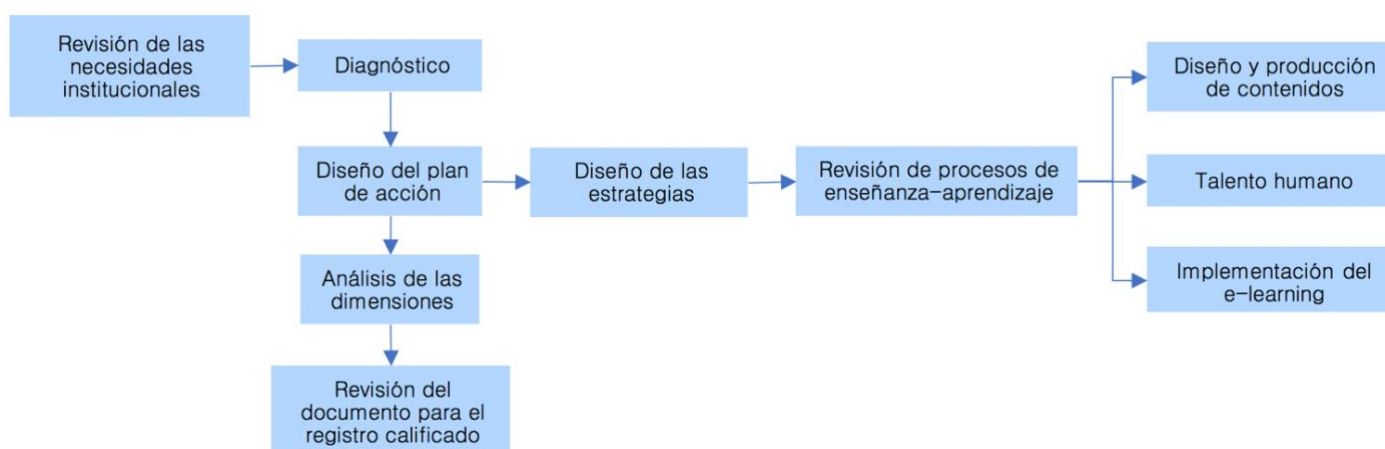 Revisión de las
necesidades
institucionales
Diagnóstico
Diseño del plan
de acción
Análisis de las
dimensiones
Revisión del
documento para el
registro calificado
Diseño de las
estrategias
Revisión de procesos de
enseñanza-aprendizaje
Diseño y producción
de contenidos
Talento humano
Implementación del
e-learning